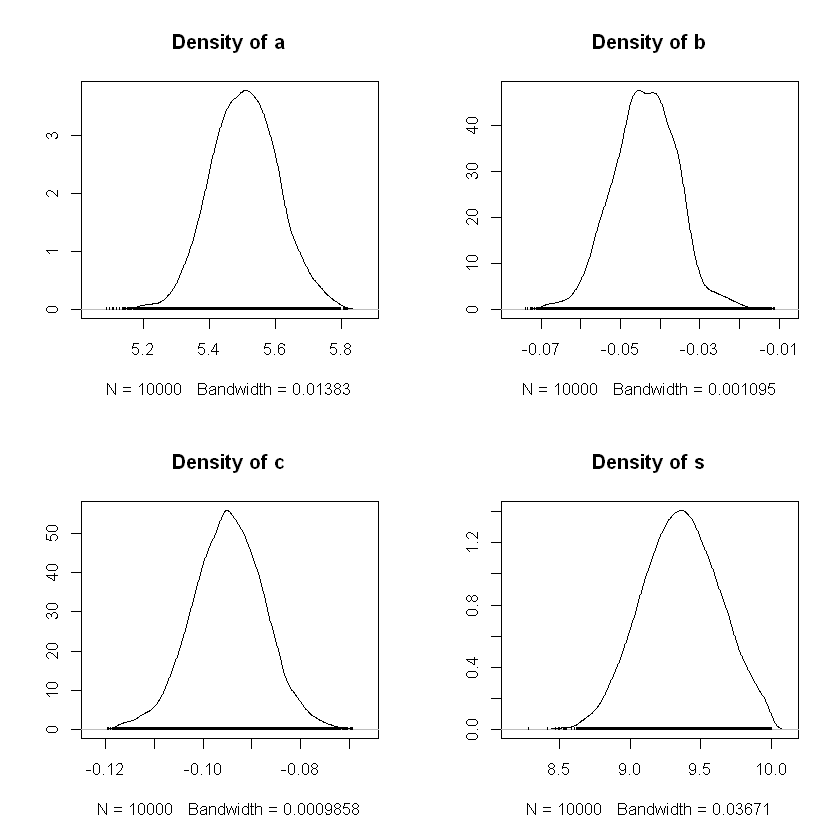 Density of a
3
2
1
0
5.2 5.4 5.6 5.8
N = 10000 Bandwidth = 0.01383
Density of b
40
30
20
10
0
-0.07 -0.05 -0.03 -0.01
N = 10000 Bandwidth = 0.001095
Density of c
50
40
30
20
10
0
-0.12 -0.10 -0.08
N = 10000 Bandwidth = 0.0009858
Density of s
1.2
0.8
0.4
0.0
8.5 9.0 9.5 10.0
N = 10000 Bandwidth = 0.03671